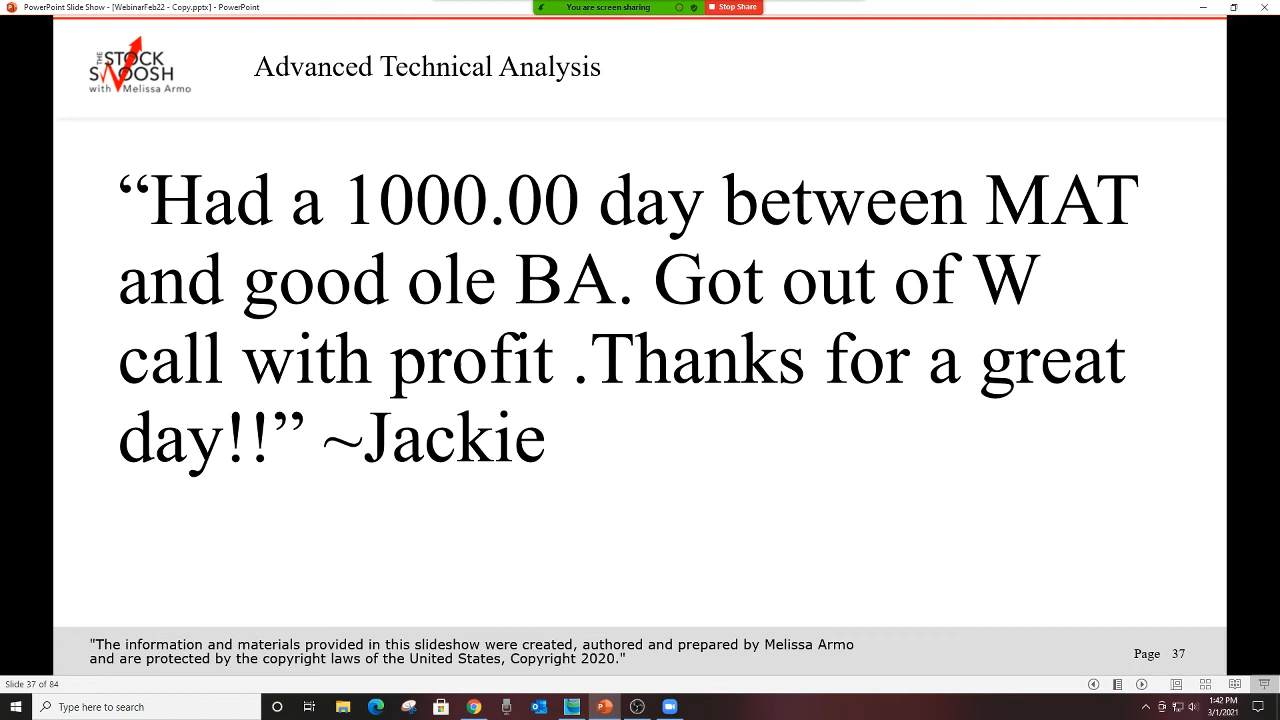 PowerPoint Slide Show - [WebinarFeb22 - Copy.pptx] - PowerPoint
You are screen sharing
Stop Share
THE STOCK
SWOOSH
with Melissa Armo
Advanced Technical Analysis
“Had a 1000.00 day between MAT
and good ole BA. Got out of W
call with profit .Thanks for a great
day!!” ~Jackie
"The information and materials provided in this slideshow were created, authored and prepared by Melissa Armo
and are protected by the copyright laws of the United States, Copyright 2020."
Page 37
Slide 37 of 84
Type here to search
1:42 PM
3/1/2021